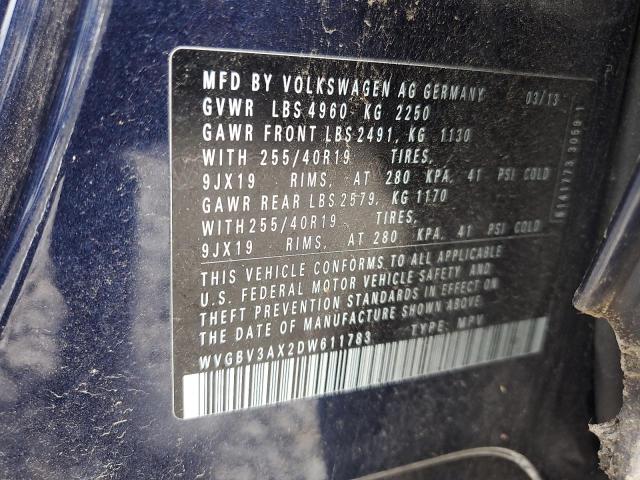 MFD BY VOLKSWAGEN AG GERMANY 03/13
GVWR LBS 4960 KG 2250
GAWR FRONT LBS 2491, KG 1130
WITH 255/40R19 TIRES,
9JX19 RIMS, AT 280 KPA, 41 PSI COLD
GAWR REAR LBS 2579, KG 1170
WITH 255/40R19 TIRES,
9JX19 RIMS, AT 280 KPA, 41 PSI COLD
THIS VEHICLE CONFORMS TO ALL APPLICABLE
U.S. FEDERAL MOTOR VEHICLE SAFETY AND
THEFT PREVENTION STANDARDS IN EFFECT ON
THE DATE OF MANUFACTURE SHOWN ABOVE.
WVGBV3AX2DW611783 TYPE: MPV